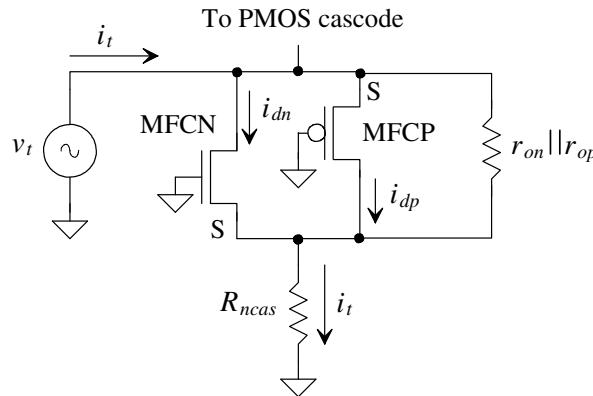 To PMOS cascode
i_t
S
MFCN
i_dn
MFCP
v_t
r_on||r_op
i_dp
S
R_ncas
i_t